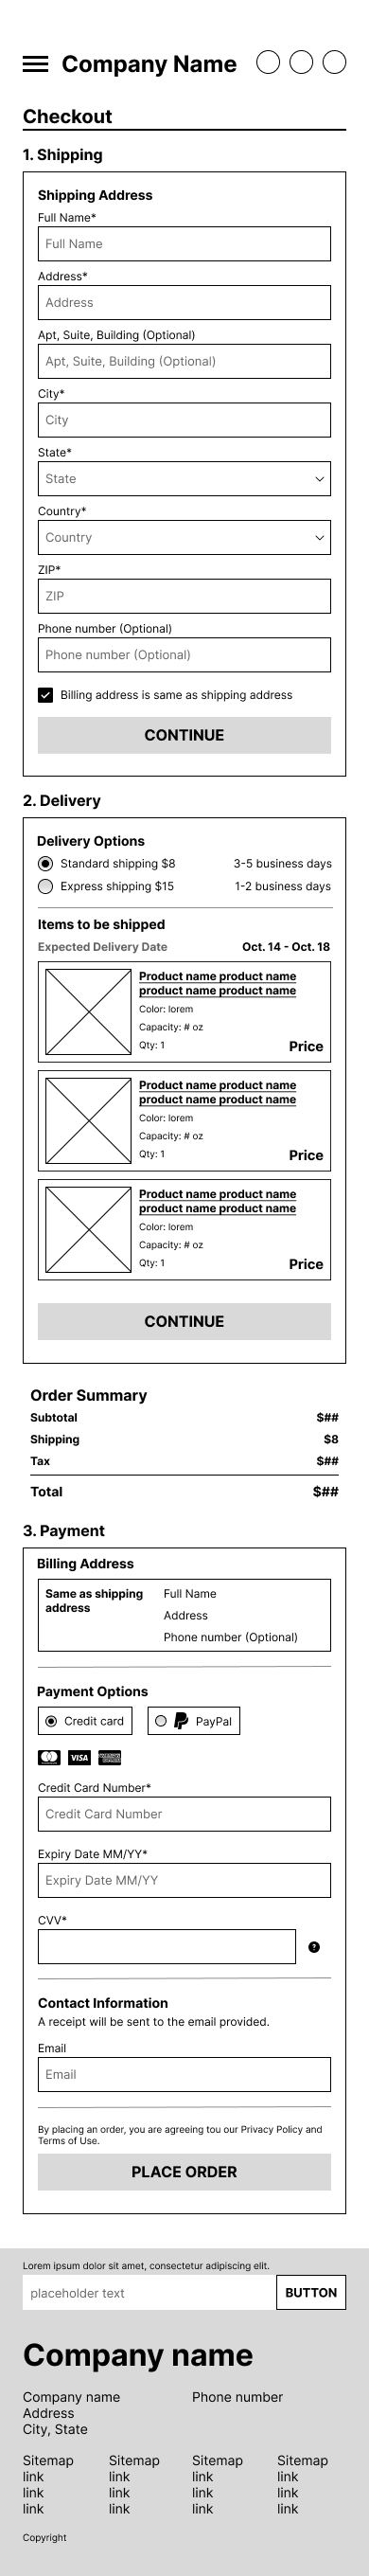 Company Name
Checkout
1. Shipping
Shipping Address
Full Name*
Full Name
Address*
Address
Apt, Suite, Building (Optional)
Apt, Suite, Building (Optional)
City*
City
State*
State
Country*
Country
ZIP*
ZIP
Phone number (Optional)
Phone number (Optional)
Billing address is same as shipping address
CONTINUE
2. Delivery
Delivery Options
Standard shipping $8 3-5 business days
Express shipping $15 1-2 business days
Items to be shipped
Expected Delivery Date Oct. 14 - Oct. 18
Product name product name
product name product name
Color: lorem
Capacity: # oz
Qty: 1 Price
Product name product name
product name product name
Color: lorem
Capacity: # oz
Qty: 1 Price
Product name product name
product name product name
Color: lorem
Capacity: # oz
Qty: 1 Price
CONTINUE
Order Summary
Subtotal $##
Shipping $8
Tax $##
Total $##
3. Payment
Billing Address
Same as shipping
address
Full Name
Address
Phone number (Optional)
Payment Options
Credit card PayPal
VISA
Credit Card Number*
Credit Card Number
Expiry Date MM/YY*
Expiry Date MM/YY
CVV*
?
Contact Information
A receipt will be sent to the email provided.
Email
Email
By placing an order, you are agreeing tou our Privacy Policy and
Terms of Use.
PLACE ORDER
Lorem ipsum dolor sit amet, consectetur adipiscing elit.
placeholder text BUTTON
Company name
Company name Phone number
Address
City, State
Sitemap Sitemap Sitemap Sitemap
link link link link
link link link link
link link link link
Copyright